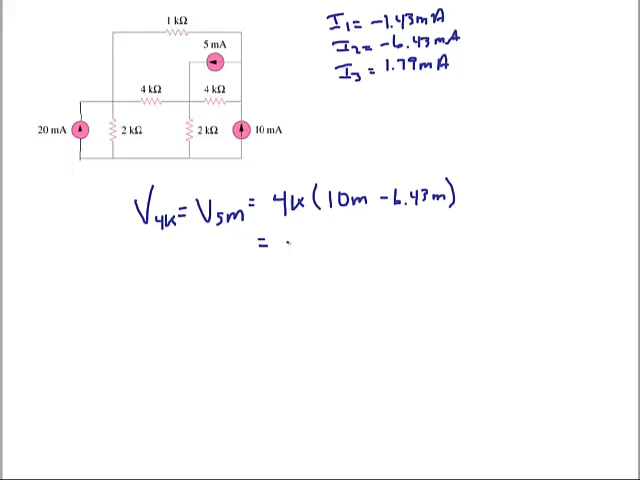 1 kΩ
5 mA
4 kΩ
4 kΩ
20 mA
2 kΩ
2 kΩ
10 mA
I1 = -1.43mA
I2 = -6.43mA
I3 = 1.79mA
V4k = V5m = 4k(10m -6.43m)
=